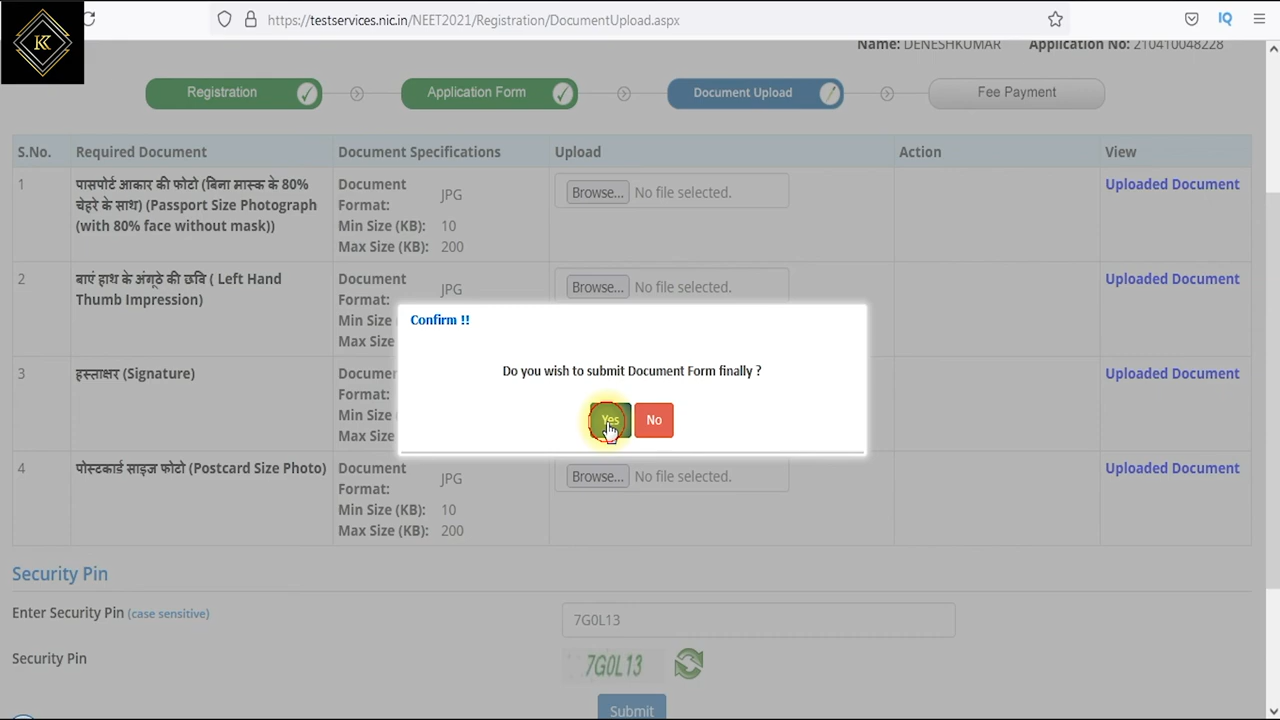 https://testservices.nic.in/NEET2021/Registration/DocumentUpload.aspx
IQ
KK
Name: DENESHKUMAR Application No: 210410048228
Registration Application Form Document Upload Fee Payment
S.No. Required Document Document Specifications Upload Action View
1 पासपोर्ट आकार की फोटो (बिना मास्क के 80%
चेहरे के साथ) (Passport Size Photograph
(with 80% face without mask))
Document
Format: JPG
Min Size (KB): 10
Max Size (KB): 200
Browse... No file selected.
Uploaded Document
2 बाएं हाथ के अंगूठे की छवि ( Left Hand
Thumb Impression)
Document
Format: JPG
Min Size
Max Size
Browse... No file selected.
Uploaded Document
Confirm !!
Do you wish to submit Document Form finally ?
Yes No
3 हस्ताक्षर (Signature)
Document
Format:
Min Size
Max Size
Uploaded Document
4 पोस्टकार्ड साइज फोटो (Postcard Size Photo)
Document
Format: JPG
Min Size (KB): 10
Max Size (KB): 200
Browse... No file selected.
Uploaded Document
Security Pin
Enter Security Pin (case sensitive) 7G0L13
Security Pin 7G0L13
Submit